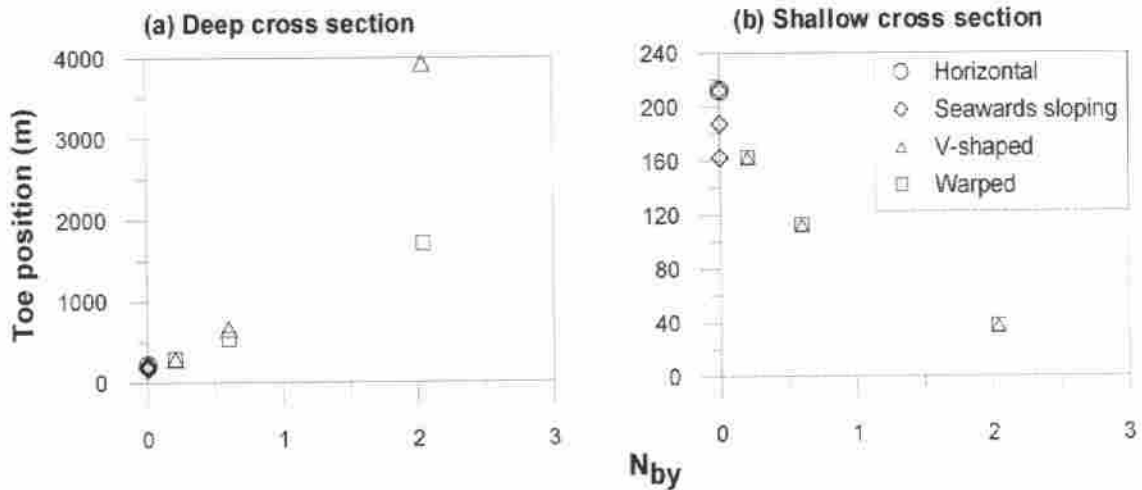 (a) Deep cross section
(b) Shallow cross section
Toe position (m)
4000
3000
2000
1000
0
0 1 2 3
240
200
160
120
80
40
0
0 1 2 3
Horizontal
Seawards sloping
V-shaped
Warped
Nby